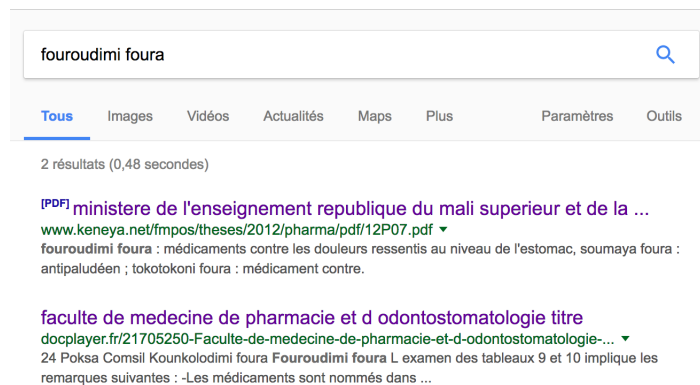 fouroudimi foura
Tous Images Vidéos Actualités Maps Plus Paramètres Outils
2 résultats (0,48 secondes)
[PDF] ministere de l'enseignement republique du mali superieur et de la ...
www.keneya.net/fmpos/theses/2012/pharma/pdf/12P07.pdf
fouroudimi foura : médicaments contre les douleurs ressentis au niveau de l'estomac, soumaya foura :
antipaludéen ; tokotokoni foura : médicament contre.
faculte de medecine de pharmacie et d odontostomatologie titre
docplayer.fr/21705250-Faculte-de-medecine-de-pharmacie-et-d-odontostomatologie-...
24 Poksa Comsil Kounkolodimi foura Fouroudimi foura L examen des tableaux 9 et 10 implique les
remarques suivantes : -Les médicaments sont nommés dans ...